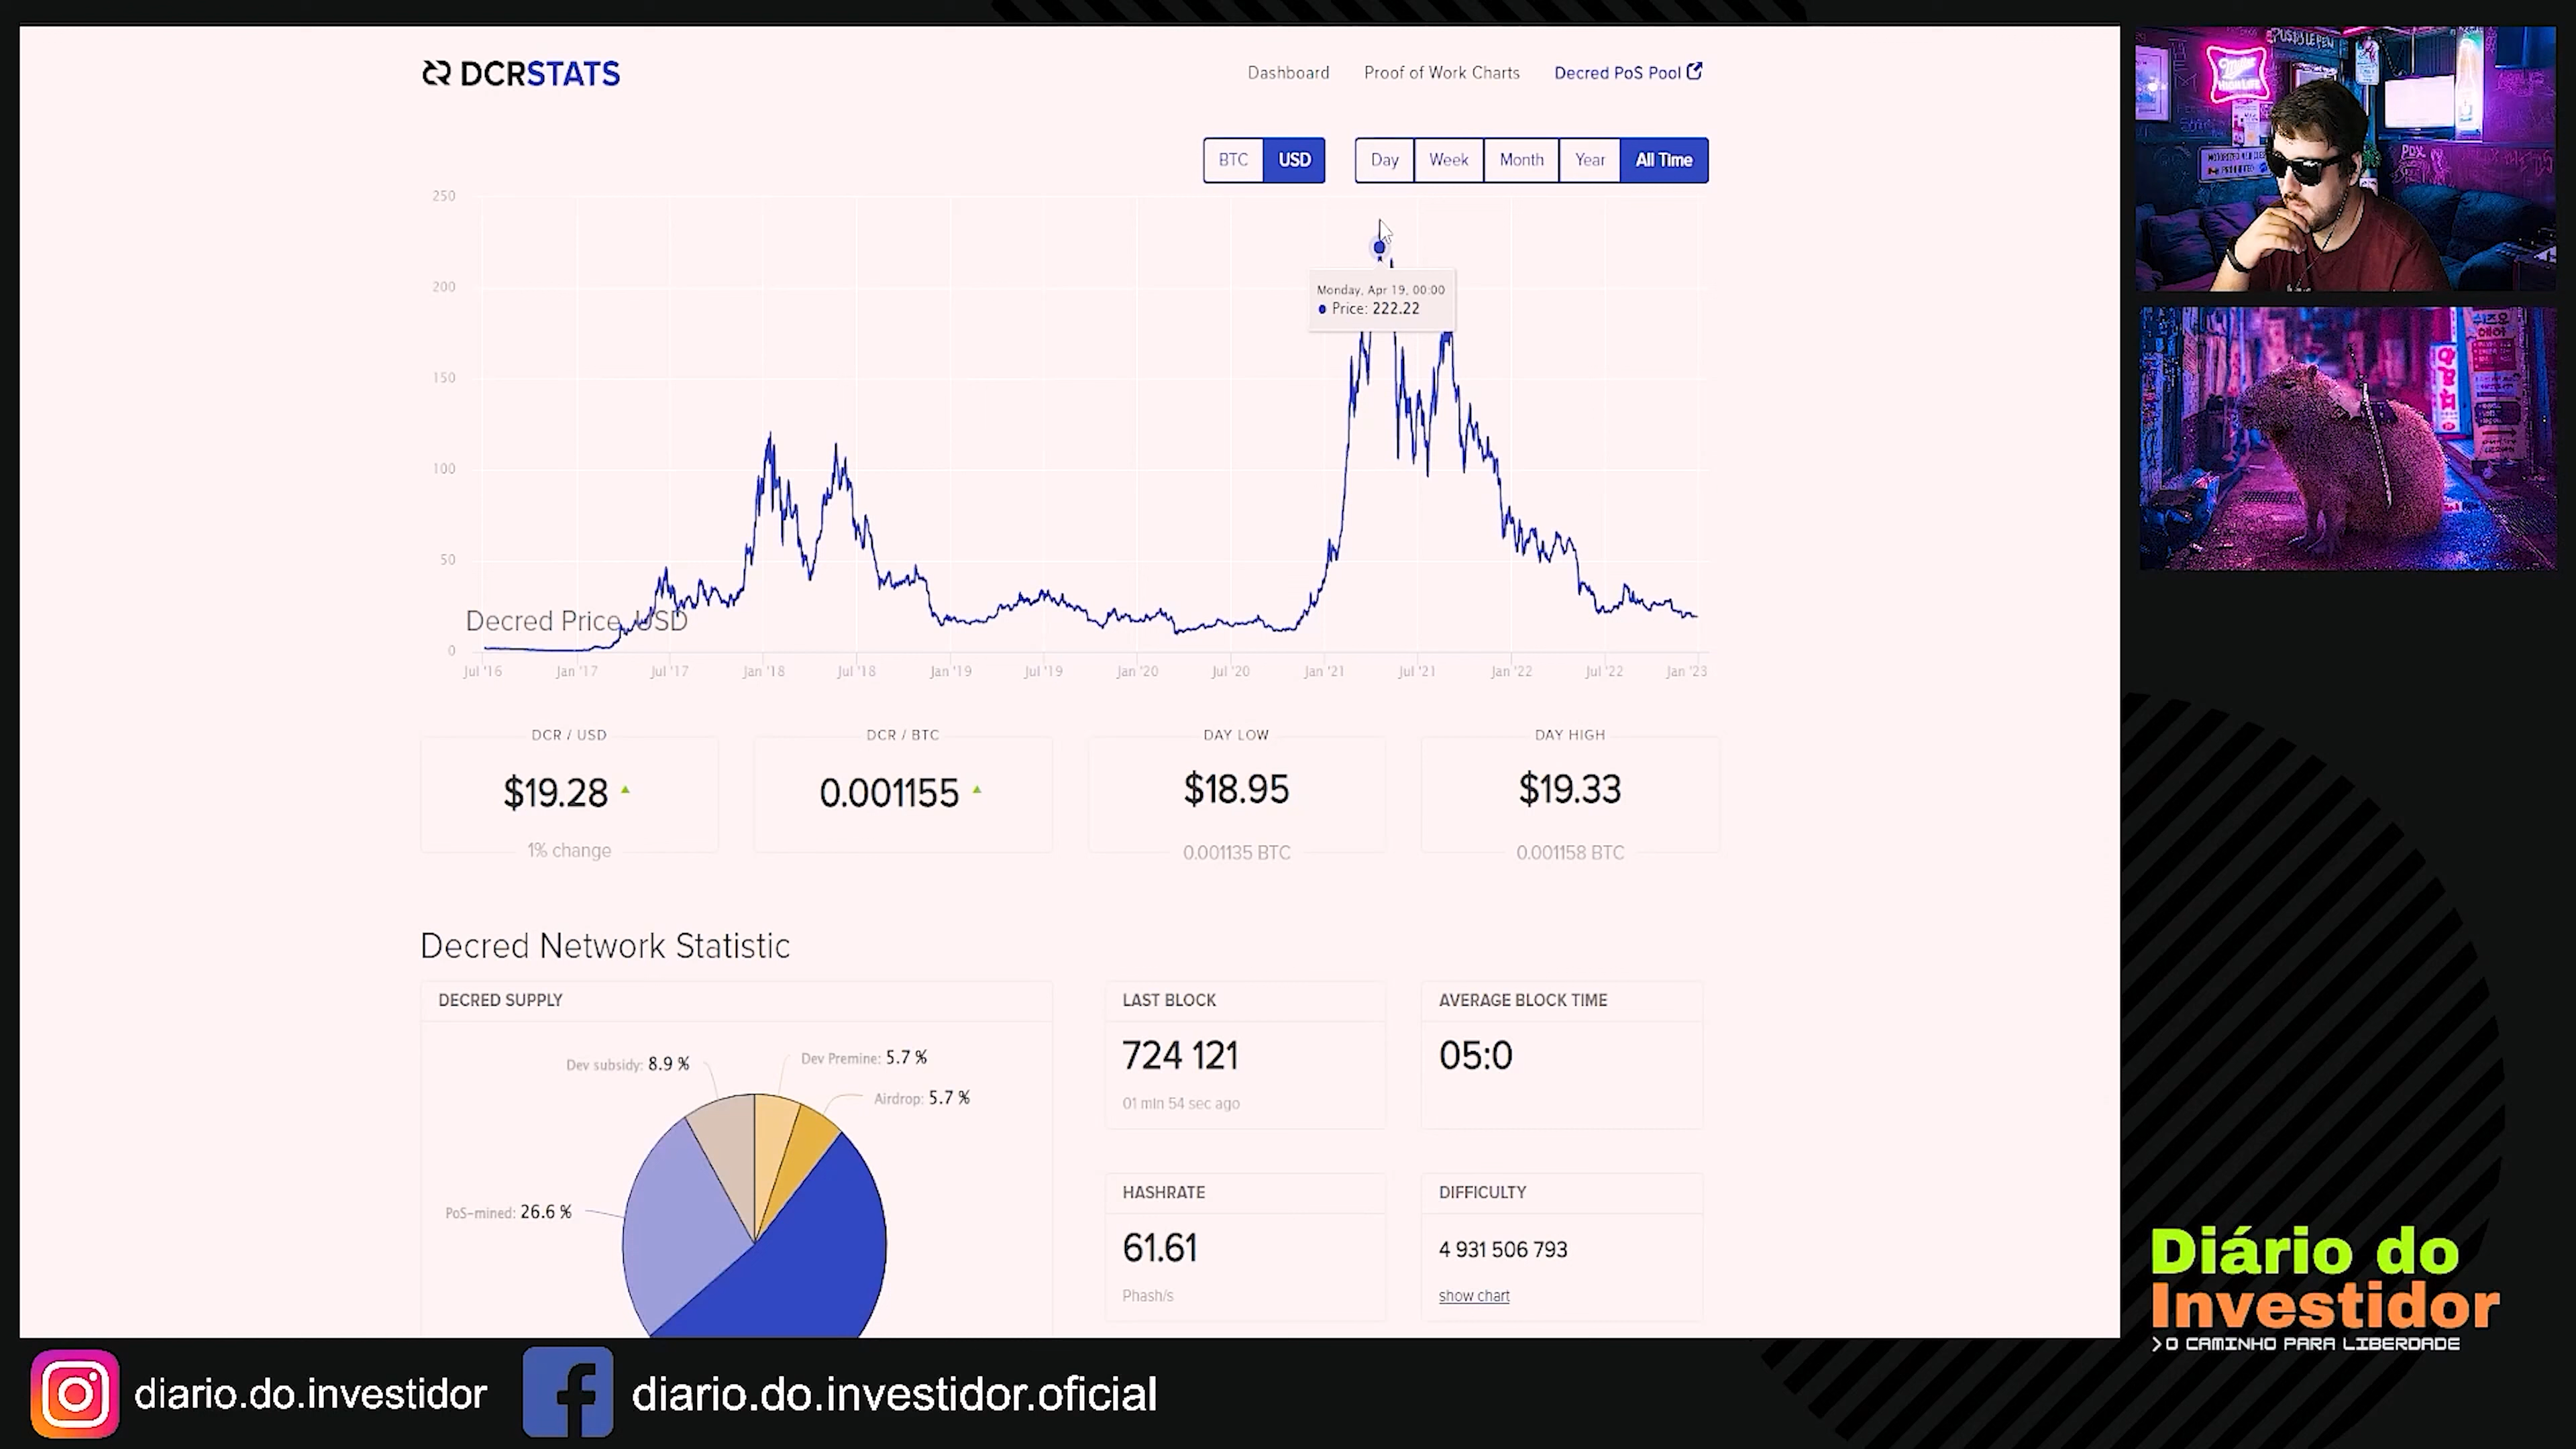 DCRSTATS
Dashboard
Proof of Work Charts
Decred PoS Pool
BTC
USD
Day
Week
Month
Year
All Time
250
200
150
100
50
0
Monday, Apr 19, 00:00
Price: 222.22
Decred Price, USD
Jul '16
Jan '17
Jul '17
Jan '18
Jul '18
Jan '19
Jul '19
Jan '20
Jul '20
Jan '21
Jul '21
Jan '22
Jul '22
Jan '23
DCR / USD
$19.28
1% change
DCR / BTC
0.001155
DAY LOW
$18.95
0.001135 BTC
DAY HIGH
$19.33
0.001158 BTC
Decred Network Statistic
DECRED SUPPLY
Dev subsidy: 8.9 %
Dev Premine: 5.7 %
Airdrop: 5.7 %
PoS-mined: 26.6 %
LAST BLOCK
724 121
01 min 54 sec ago
AVERAGE BLOCK TIME
05:0
HASHRATE
61.61
Phash/s
DIFFICULTY
4 931 506 793
show chart
Miller
HIGH LIFE
Diário do
Investidor
>O CAMINHO PARA LIBERDADE
diario.do.investidor
diario.do.investidor.oficial